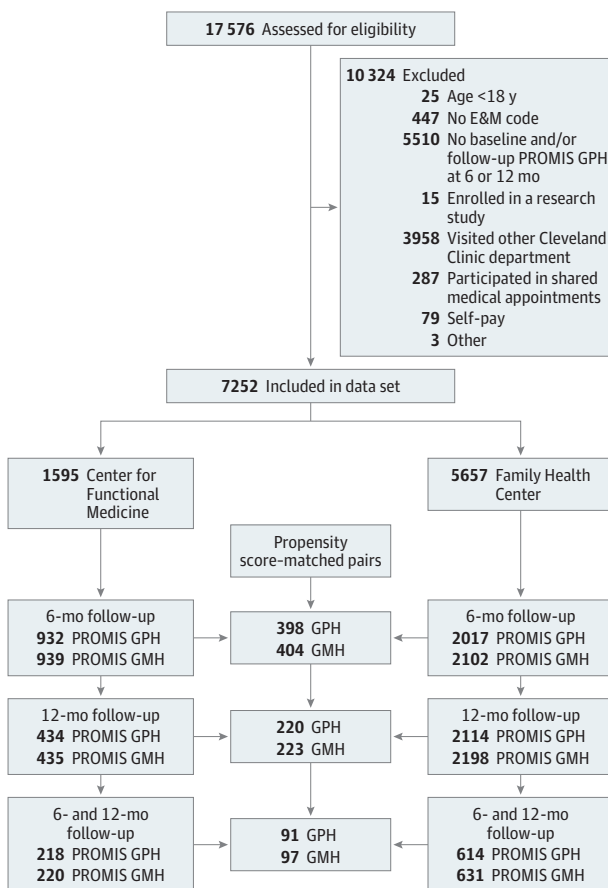 17 576 Assessed for eligibility
10 324 Excluded
25 Age <18 y
447 No E&M code
5510 No baseline and/or
follow-up PROMIS GPH
at 6 or 12 mo
15 Enrolled in a research
study
3958 Visited other Cleveland
Clinic department
287 Participated in shared
medical appointments
79 Self-pay
3 Other
7252 Included in data set
1595 Center for
Functional
Medicine
5657 Family Health
Center
Propensity
score-matched pairs
6-mo follow-up
932 PROMIS GPH
939 PROMIS GMH
398 GPH
404 GMH
6-mo follow-up
2017 PROMIS GPH
2102 PROMIS GMH
12-mo follow-up
434 PROMIS GPH
435 PROMIS GMH
220 GPH
223 GMH
12-mo follow-up
2114 PROMIS GPH
2198 PROMIS GMH
6- and 12-mo
follow-up
218 PROMIS GPH
220 PROMIS GMH
91 GPH
97 GMH
6- and 12-mo
follow-up
614 PROMIS GPH
631 PROMIS GMH